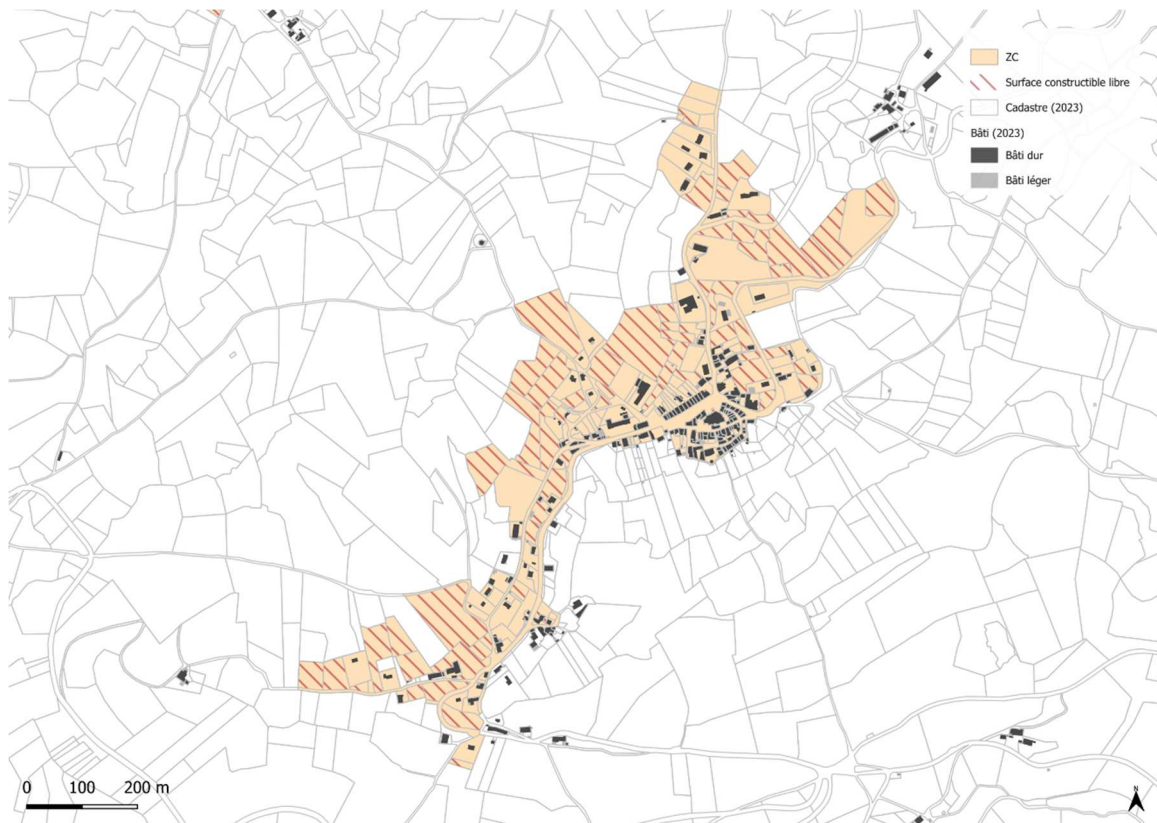 ZC
Surface constructible libre
Cadastre (2023)
Bâti (2023)
Bâti dur
Bâti léger
0 100 200 m
N